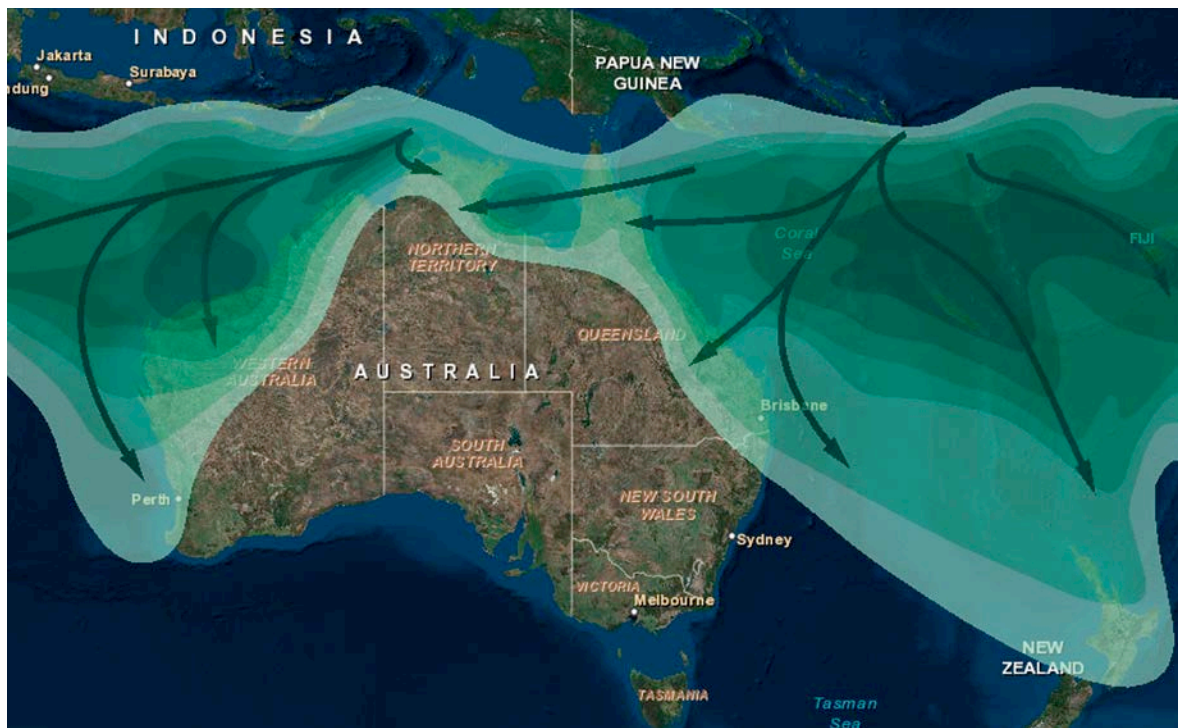 INDONESIA
Jakarta
ndung
Surabaya
PAPUA NEW
GUINEA
Coral
Sea
FIJI
NORTHERN
TERRITORY
QUEENSLAND
WESTERN
AUSTRALIA
AUSTRALIA
Brisbane
SOUTH
AUSTRALIA
Perth
NEW SOUTH
WALES
Sydney
VICTORIA
Melbourne
NEW
ZEALAND
TASMANIA
Tasman
Sea